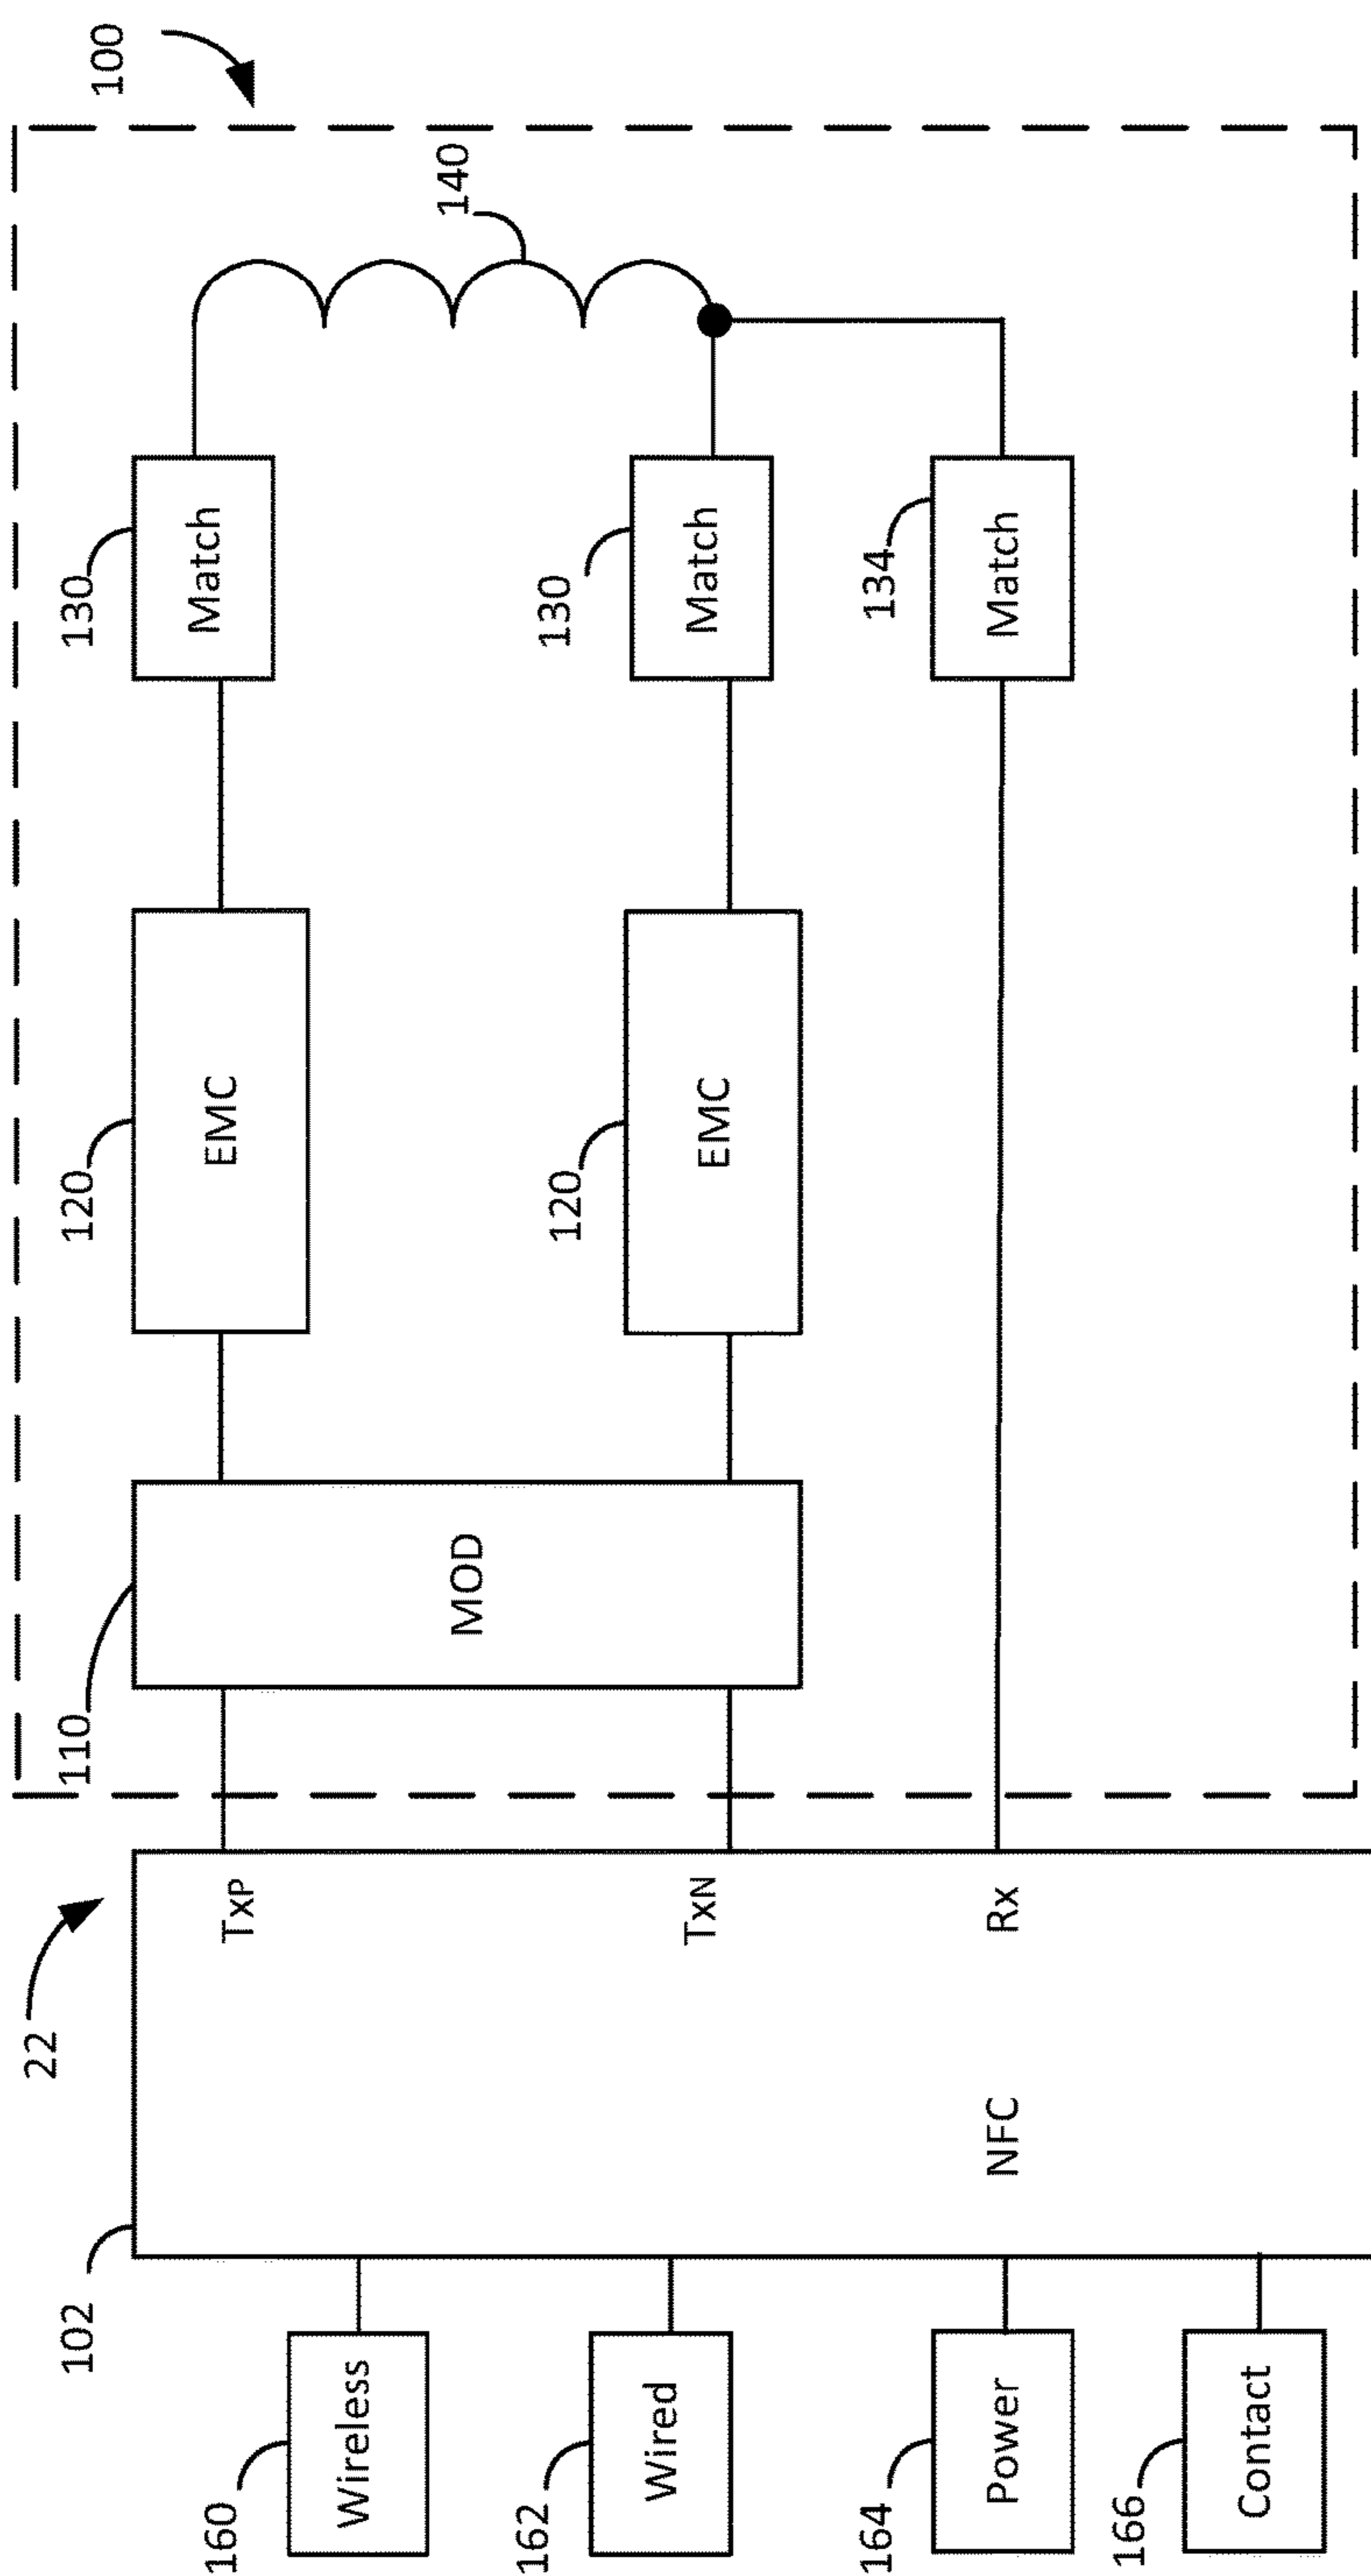 100
22
102
110
120
130
140
TxP
MOD
EMC
Match
160
Wireless
120
130
162
Wired
TxN
EMC
Match
134
164
Power
NFC
Rx
Match
166
Contact